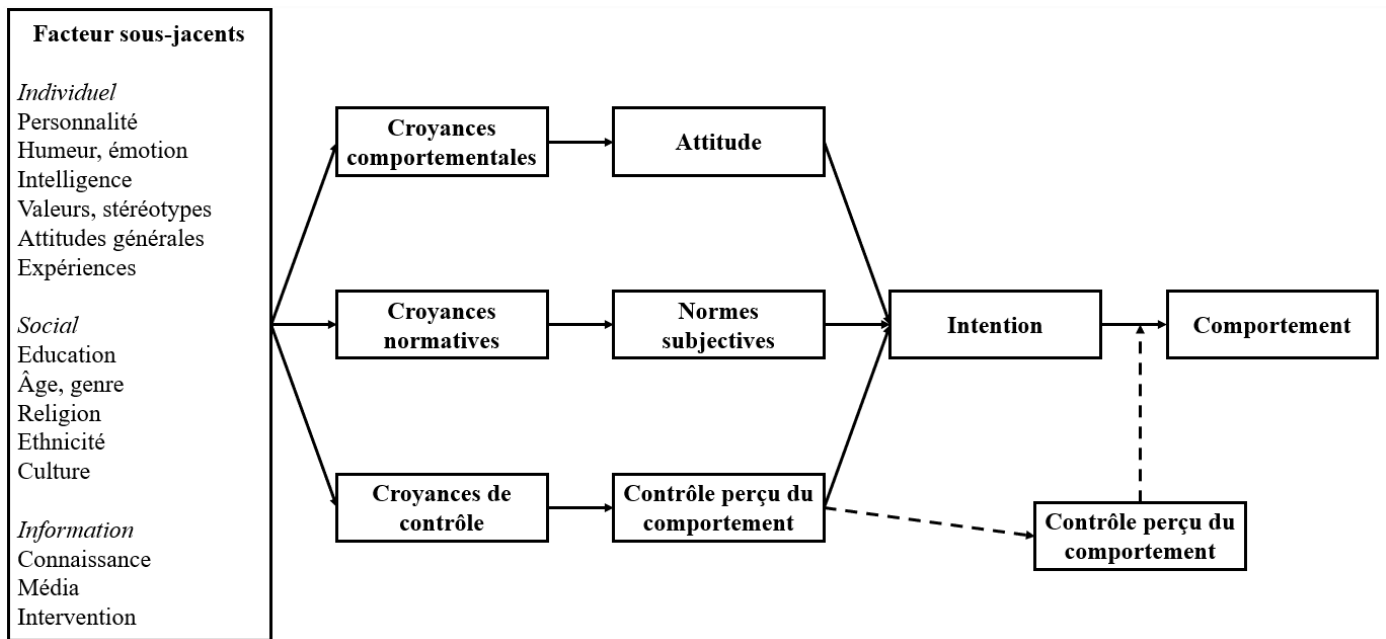 Facteur sous-jacents
Individuel
Personnalité
Humeur, émotion
Intelligence
Valeurs, stéréotypes
Attitudes générales
Expériences
Social
Education
Âge, genre
Religion
Ethnicité
Culture
Information
Connaissance
Média
Intervention
Croyances
comportementales
Attitude
Croyances
normatives
Normes
subjectives
Intention
Comportement
Croyances de
contrôle
Contrôle perçu du
comportement
Contrôle perçu du
comportement